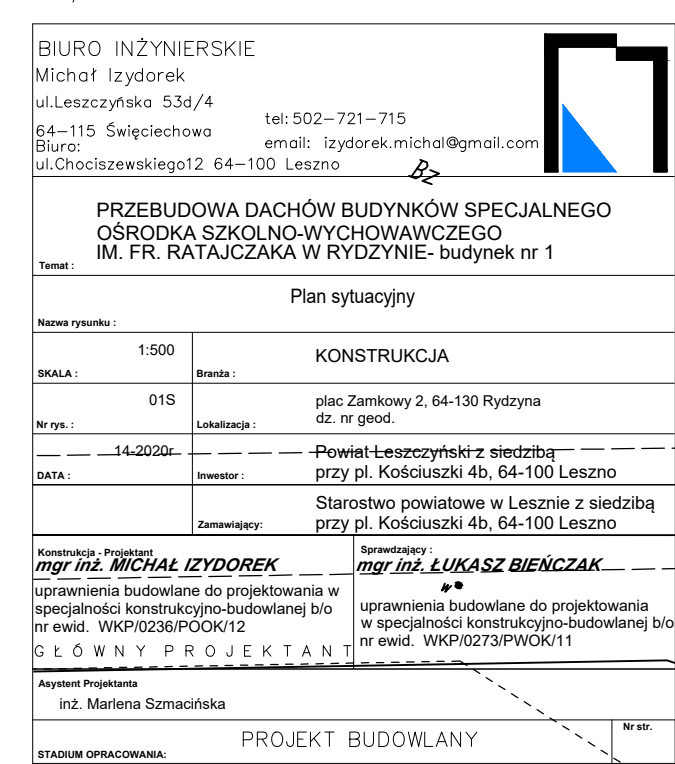 BIURO INŻYNIERSKIE
Michał Izydorek
ul.Leszczyńska 53d/4
64-115 Święciechowa
tel: 502-721-715
Biuro:
email: izydorek.michal@gmail.com
ul.Chociszewskiego12 64-100 Leszno
Bz
PRZEBUDOWA DACHÓW BUDYNKÓW SPECJALNEGO
OŚRODKA SZKOLNO-WYCHOWAWCZEGO
IM. FR. RATAJCZAKA W RYDZYNIE- budynek nr 1
Temat :
Plan sytuacyjny
Nazwa rysunku :
1:500
SKALA :
KONSTRUKCJA
Branża :
01S
Nr rys. :
plac Zamkowy 2, 64-130 Rydzyna
dz. nr geod.
Lokalizacja :
14-2020r
DATA :
Powiat Leszczyński z siedzibą
przy pl. Kościuszki 4b, 64-100 Leszno
Inwestor :
Starostwo powiatowe w Lesznie z siedzibą
przy pl. Kościuszki 4b, 64-100 Leszno
Zamawiający:
Konstrukcja - Projektant
mgr inż. MICHAŁ IZYDOREK
uprawnienia budowlane do projektowania w
specjalności konstrukcyjno-budowlanej b/o
nr ewid. WKP/0236/POOK/12
GŁÓWNY PROJEKTANT
Sprawdzający :
mgr inż. ŁUKASZ BIEŃCZAK
w
uprawnienia budowlane do projektowania
w specjalności konstrukcyjno-budowlanej b/o
nr ewid. WKP/0273/PWOK/11
Asystent Projektanta
inż. Marlena Szmacińska
PROJEKT BUDOWLANY
STADIUM OPRACOWANIA:
Nr str.